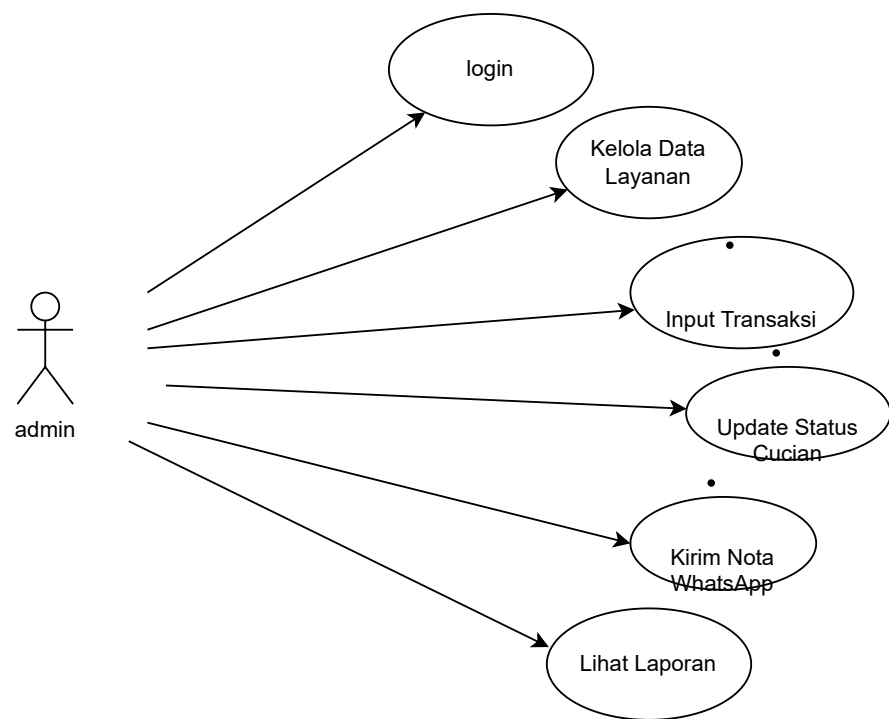 login
Kelola Data
Layanan
•
Input Transaksi
•
Update Status
Cucian
•
Kirim Nota
WhatsApp
Lihat Laporan
admin